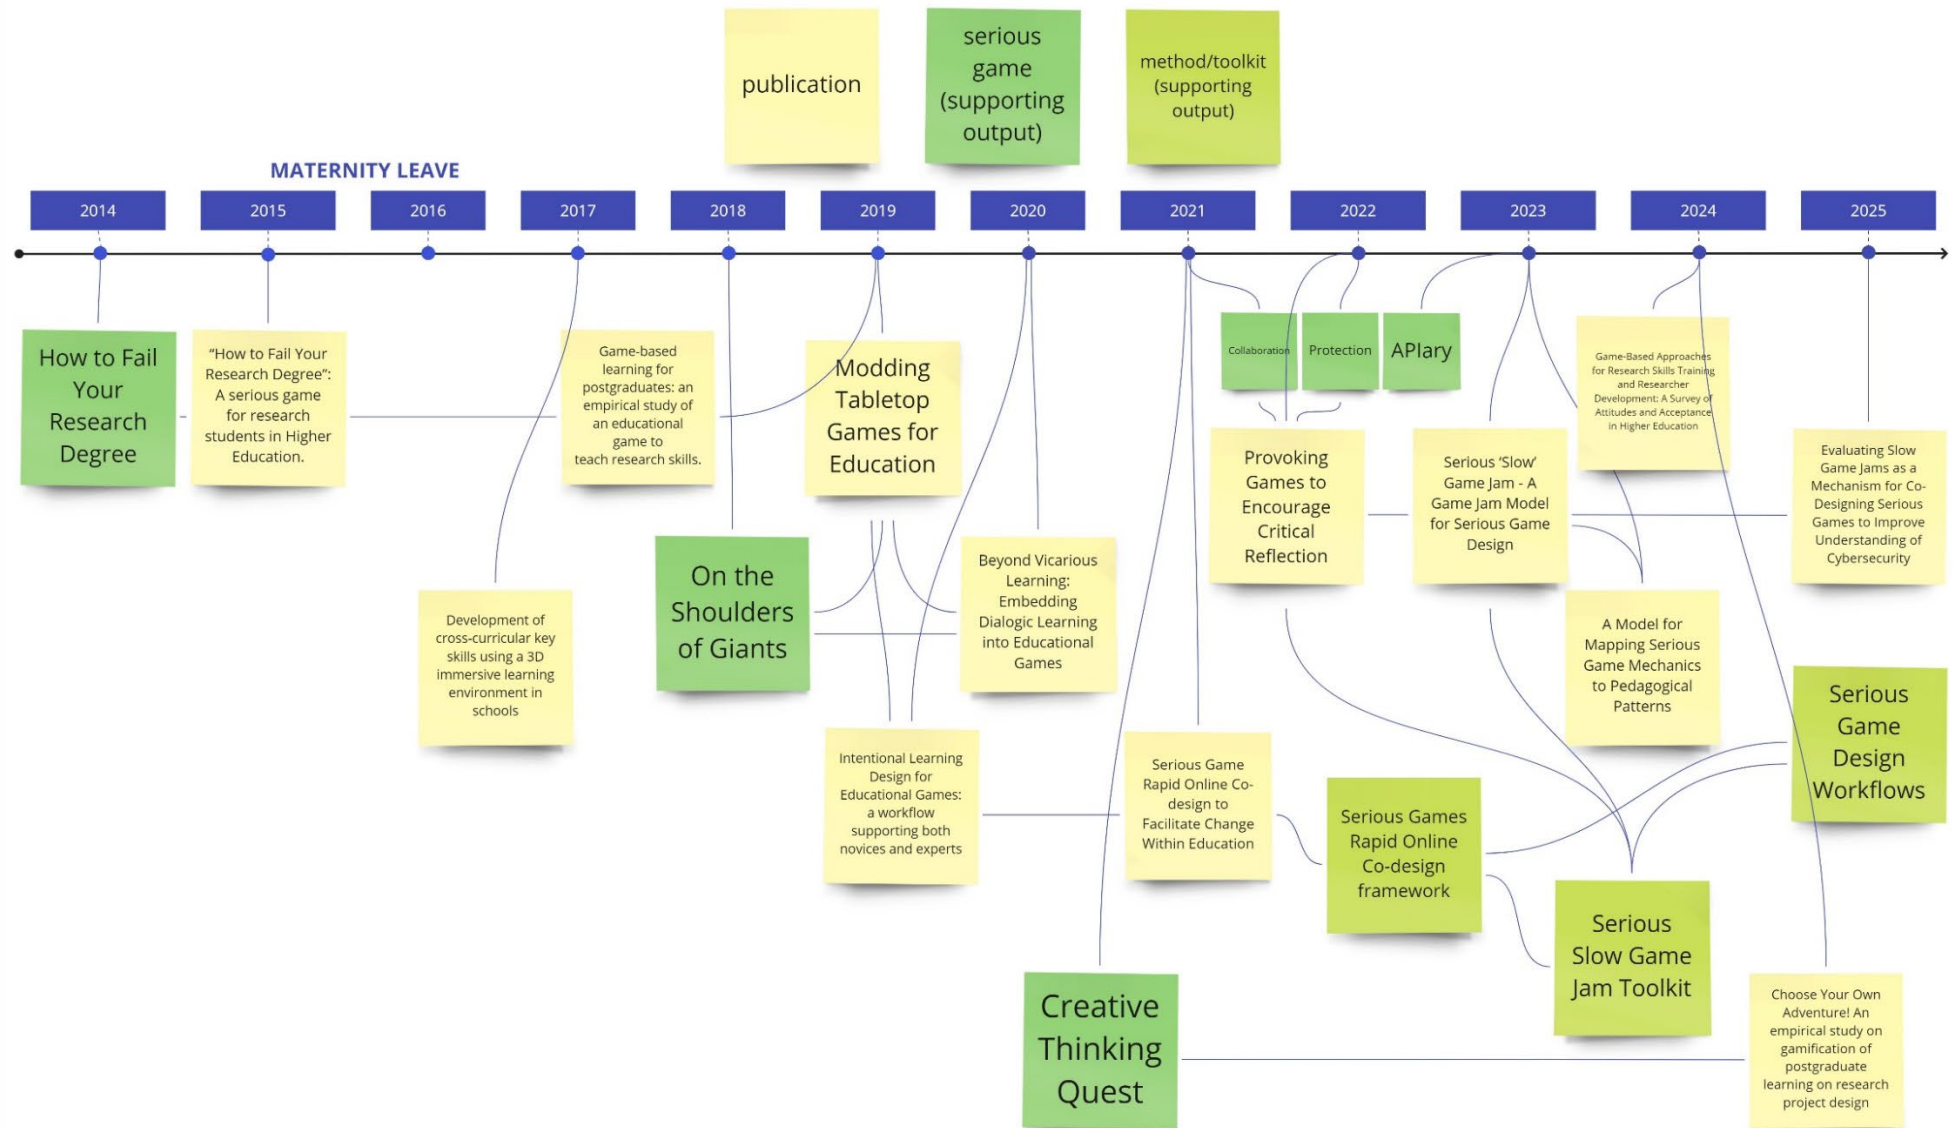 publication
serious
game
(supporting
output)
method/toolkit
(supporting
output)
MATERNITY LEAVE
2014
2015
2016
2017
2018
2019
2020
2021
2022
2023
2024
2025
How to Fail
Your
Research
Degree
“How to Fail Your
Research Degree”:
A serious game
for research
students in Higher
Education.
Game-based
learning for
postgraduates: an
empirical study of
an educational
game to
teach research skills.
Modding
Tabletop
Games for
Education
Collaboration
Protection
APIary
Game-Based Approaches
for Research Skills Training
and Researcher
Development: A Survey of
Attitudes and Acceptance
in Higher Education
Provoking
Games to
Encourage
Critical
Reflection
Serious ‘Slow’
Game Jam - A
Game Jam Model
for Serious Game
Design
Evaluating Slow
Game Jams as a
Mechanism for Co-
Designing Serious
Games to Improve
Understanding of
Cybersecurity
On the
Shoulders
of Giants
Beyond Vicarious
Learning:
Embedding
Dialogic Learning
into Educational
Games
Development of
cross-curricular key
skills using a 3D
immersive learning
environment in
schools
A Model for
Mapping Serious
Game Mechanics
to Pedagogical
Patterns
Serious
Game
Design
Workflows
Intentional Learning
Design for
Educational Games:
a workflow
supporting both
novices and experts
Serious Game
Rapid Online Co-
design to
Facilitate Change
Within Education
Serious Games
Rapid Online
Co-design
framework
Serious
Slow Game
Jam Toolkit
Creative
Thinking
Quest
Choose Your Own
Adventure! An
empirical study on
gamification of
postgraduate
learning on research
project design